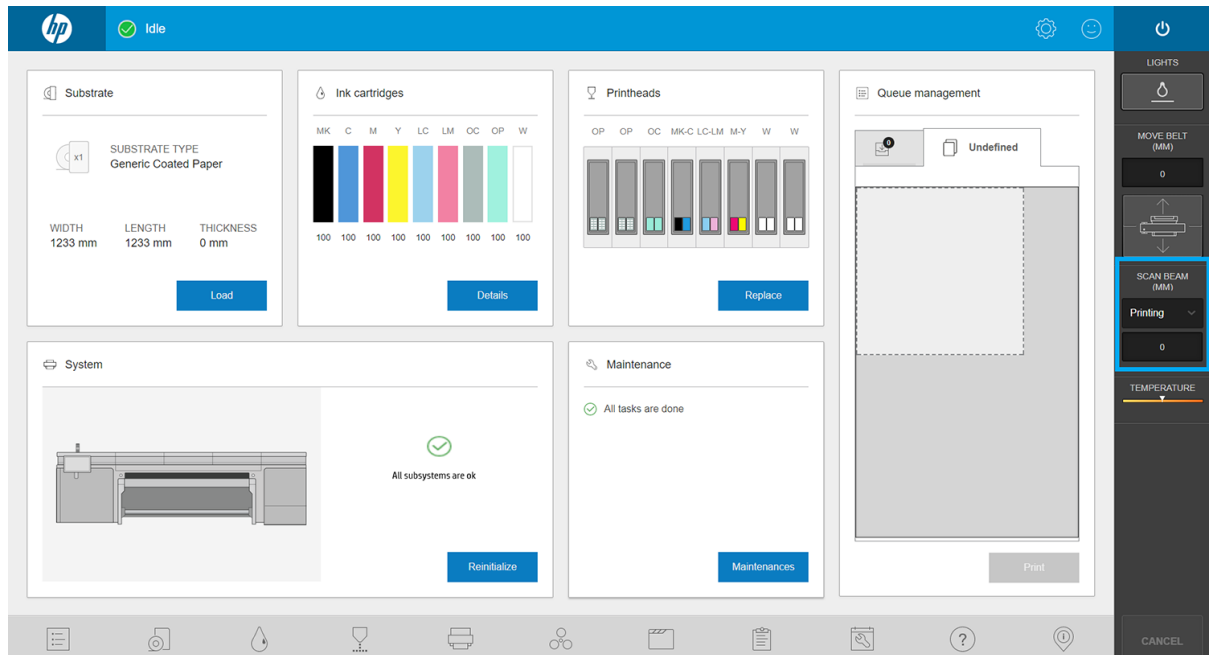 hp
Idle
LIGHTS
MOVE BELT
(MM)
0
SCAN BEAM
(MM)
Printing
0
TEMPERATURE
CANCEL
Substrate
x1
SUBSTRATE TYPE
Generic Coated Paper
WIDTH LENGTH THICKNESS
1233 mm 1233 mm 0 mm
Load
Ink cartridges
MK C M Y LC LM OC OP W
100 100 100 100 100 100 100 100 100
Details
Printheads
OP OP OC MK-C LC-LM M-Y W W
Replace
Queue management
0
Undefined
Print
System
All subsystems are ok
Reinitialize
Maintenance
All tasks are done
Maintenances
?